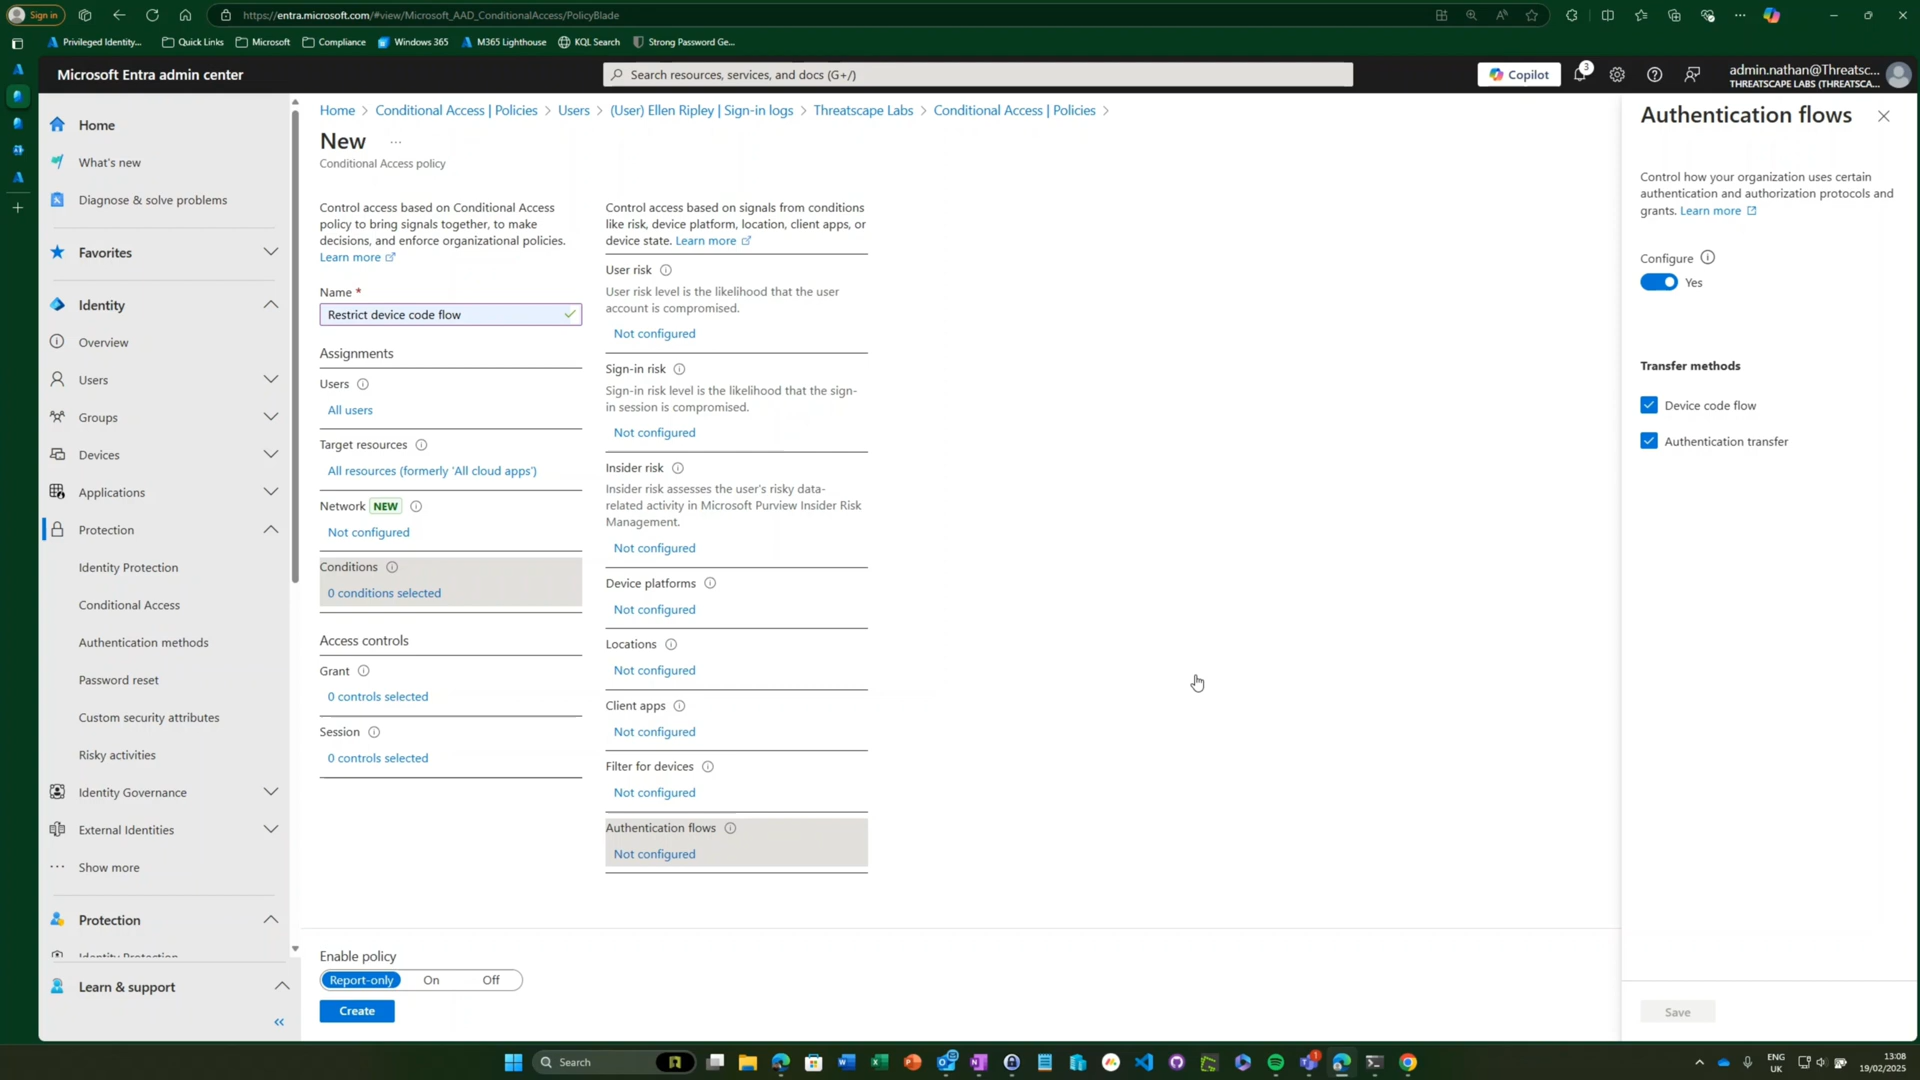 Sign in
https://entra.microsoft.com/#view/Microsoft_AAD_ConditionalAccess/PolicyBlade
Privileged Identity...
Quick Links
Microsoft
Compliance
Windows 365
M365 Lighthouse
KQL Search
Strong Password Ge...
Microsoft Entra admin center
Search resources, services, and docs (G+/)
Copilot
3
admin.nathan@Threatsc...
THREATSCAPE LABS (THREATSCA...
Home
What's new
Diagnose & solve problems
Favorites
Identity
Overview
Users
Groups
Devices
Applications
Protection
Identity Protection
Conditional Access
Authentication methods
Password reset
Custom security attributes
Risky activities
Identity Governance
External Identities
Show more
Protection
Identity Protection
Learn & support
Home > Conditional Access | Policies > Users > (User) Ellen Ripley | Sign-in logs > Threatscape Labs > Conditional Access | Policies >
New ...
Conditional Access policy
Control access based on Conditional Access
policy to bring signals together, to make
decisions, and enforce organizational policies.
Learn more
Name *
Restrict device code flow
Assignments
Users
All users
Target resources
All resources (formerly 'All cloud apps')
Network NEW
Not configured
Conditions
0 conditions selected
Access controls
Grant
0 controls selected
Session
0 controls selected
Enable policy
Report-only On Off
Create
Control access based on signals from conditions
like risk, device platform, location, client apps, or
device state. Learn more
User risk
User risk level is the likelihood that the user
account is compromised.
Not configured
Sign-in risk
Sign-in risk level is the likelihood that the sign-
in session is compromised.
Not configured
Insider risk
Insider risk assesses the user's risky data-
related activity in Microsoft Purview Insider Risk
Management.
Not configured
Device platforms
Not configured
Locations
Not configured
Client apps
Not configured
Filter for devices
Not configured
Authentication flows
Not configured
Authentication flows
Control how your organization uses certain
authentication and authorization protocols and
grants. Learn more
Configure
Yes
Transfer methods
Device code flow
Authentication transfer
Save
Search
ENG
UK
13:08
19/02/2025